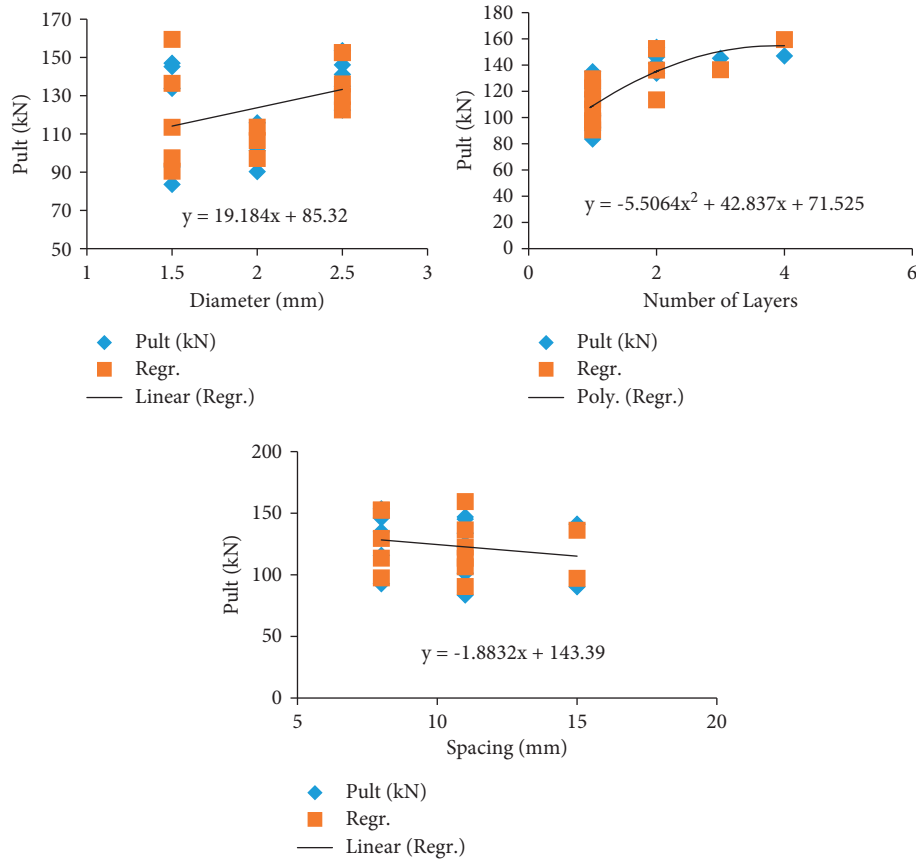 170
150
130
110
90
70
50
Pult (kN)
1
1.5
2
2.5
3
Diameter (mm)
y = 19.184x + 85.32
Pult (kN)
Regr.
Linear (Regr.)
180
160
140
120
100
80
60
40
20
0
Pult (kN)
0
2
4
6
Number of Layers
y = -5.5064x² + 42.837x + 71.525
Pult (kN)
Regr.
Poly. (Regr.)
200
150
100
50
0
Pult (kN)
5
10
15
20
Spacing (mm)
y = -1.8832x + 143.39
Pult (kN)
Regr.
Linear (Regr.)